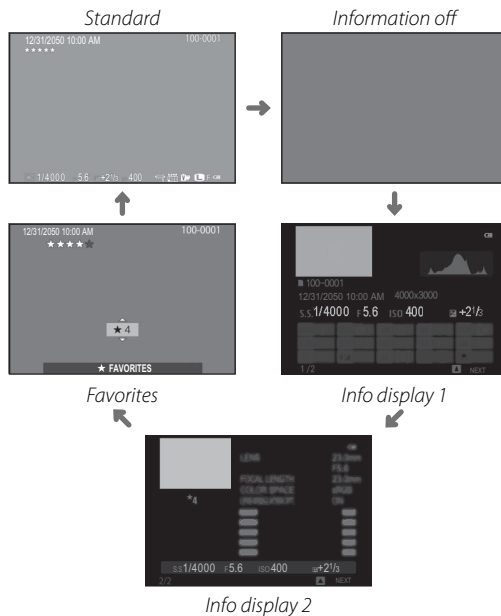 Standard
12/31/2050 10:00 AM 100-0001
★★★★★
1/4000 5.6 +2 1/3 400 L F
Information off
100-0001
12/31/2050 10:00 AM 4000x3000
S.S. 1/4000 F 5.6 ISO 400 +2 1/3
1/2 NEXT
Info display 1
12/31/2050 10:00 AM 100-0001
★★★★★
★ 4
★ FAVORITES
Favorites
LENS 23.0mm
F5.6
FOCAL LENGTH 23.0mm
COLOR SPACE sRGB
ON
★4
S.S 1/4000 F 5.6 ISO 400 +2 1/3
2/2 NEXT
Info display 2